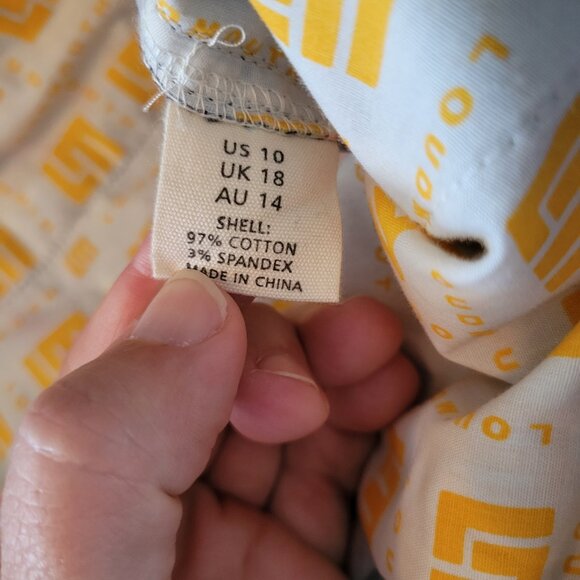 US 10
UK 18
AU 14
SHELL:
97% COTTON
3% SPANDEX
MADE IN CHINA